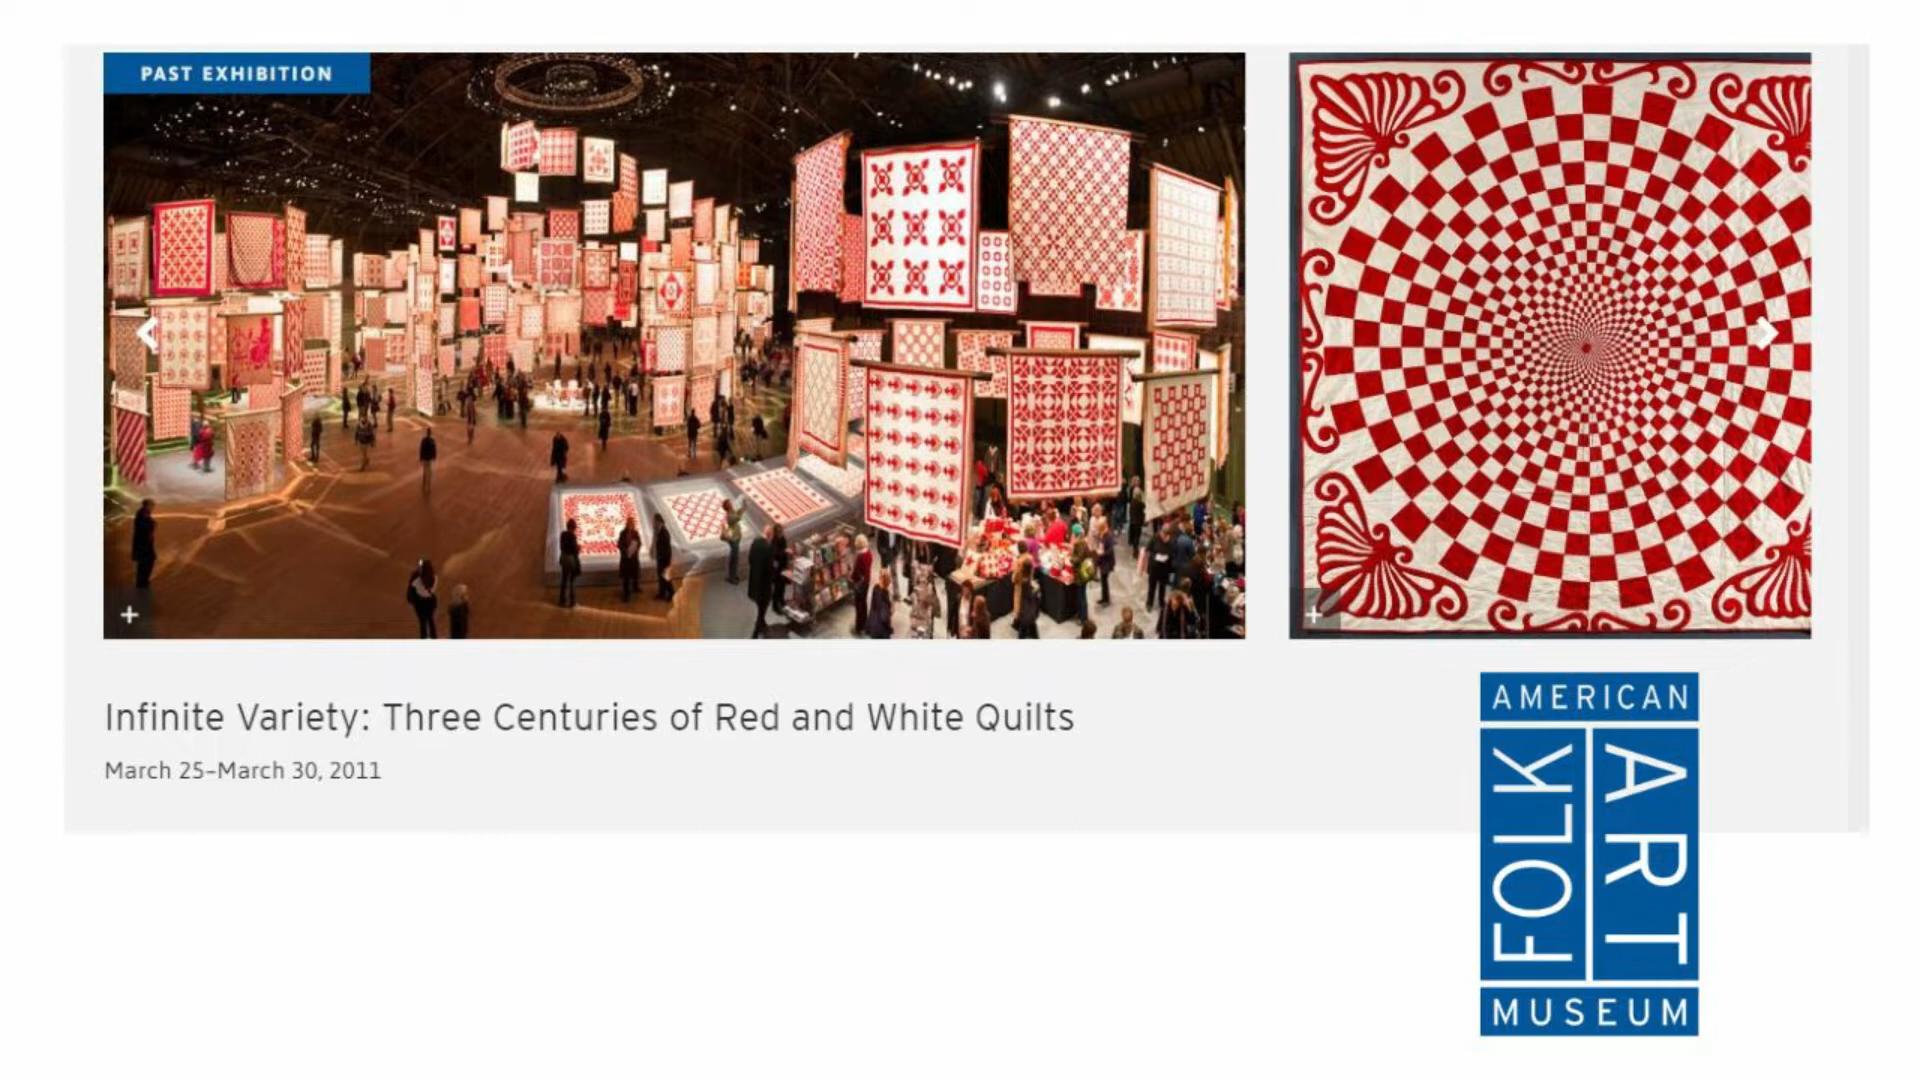 PAST EXHIBITION
Infinite Variety: Three Centuries of Red and White Quilts
March 25–March 30, 2011
AMERICAN
FOLK
ART
MUSEUM